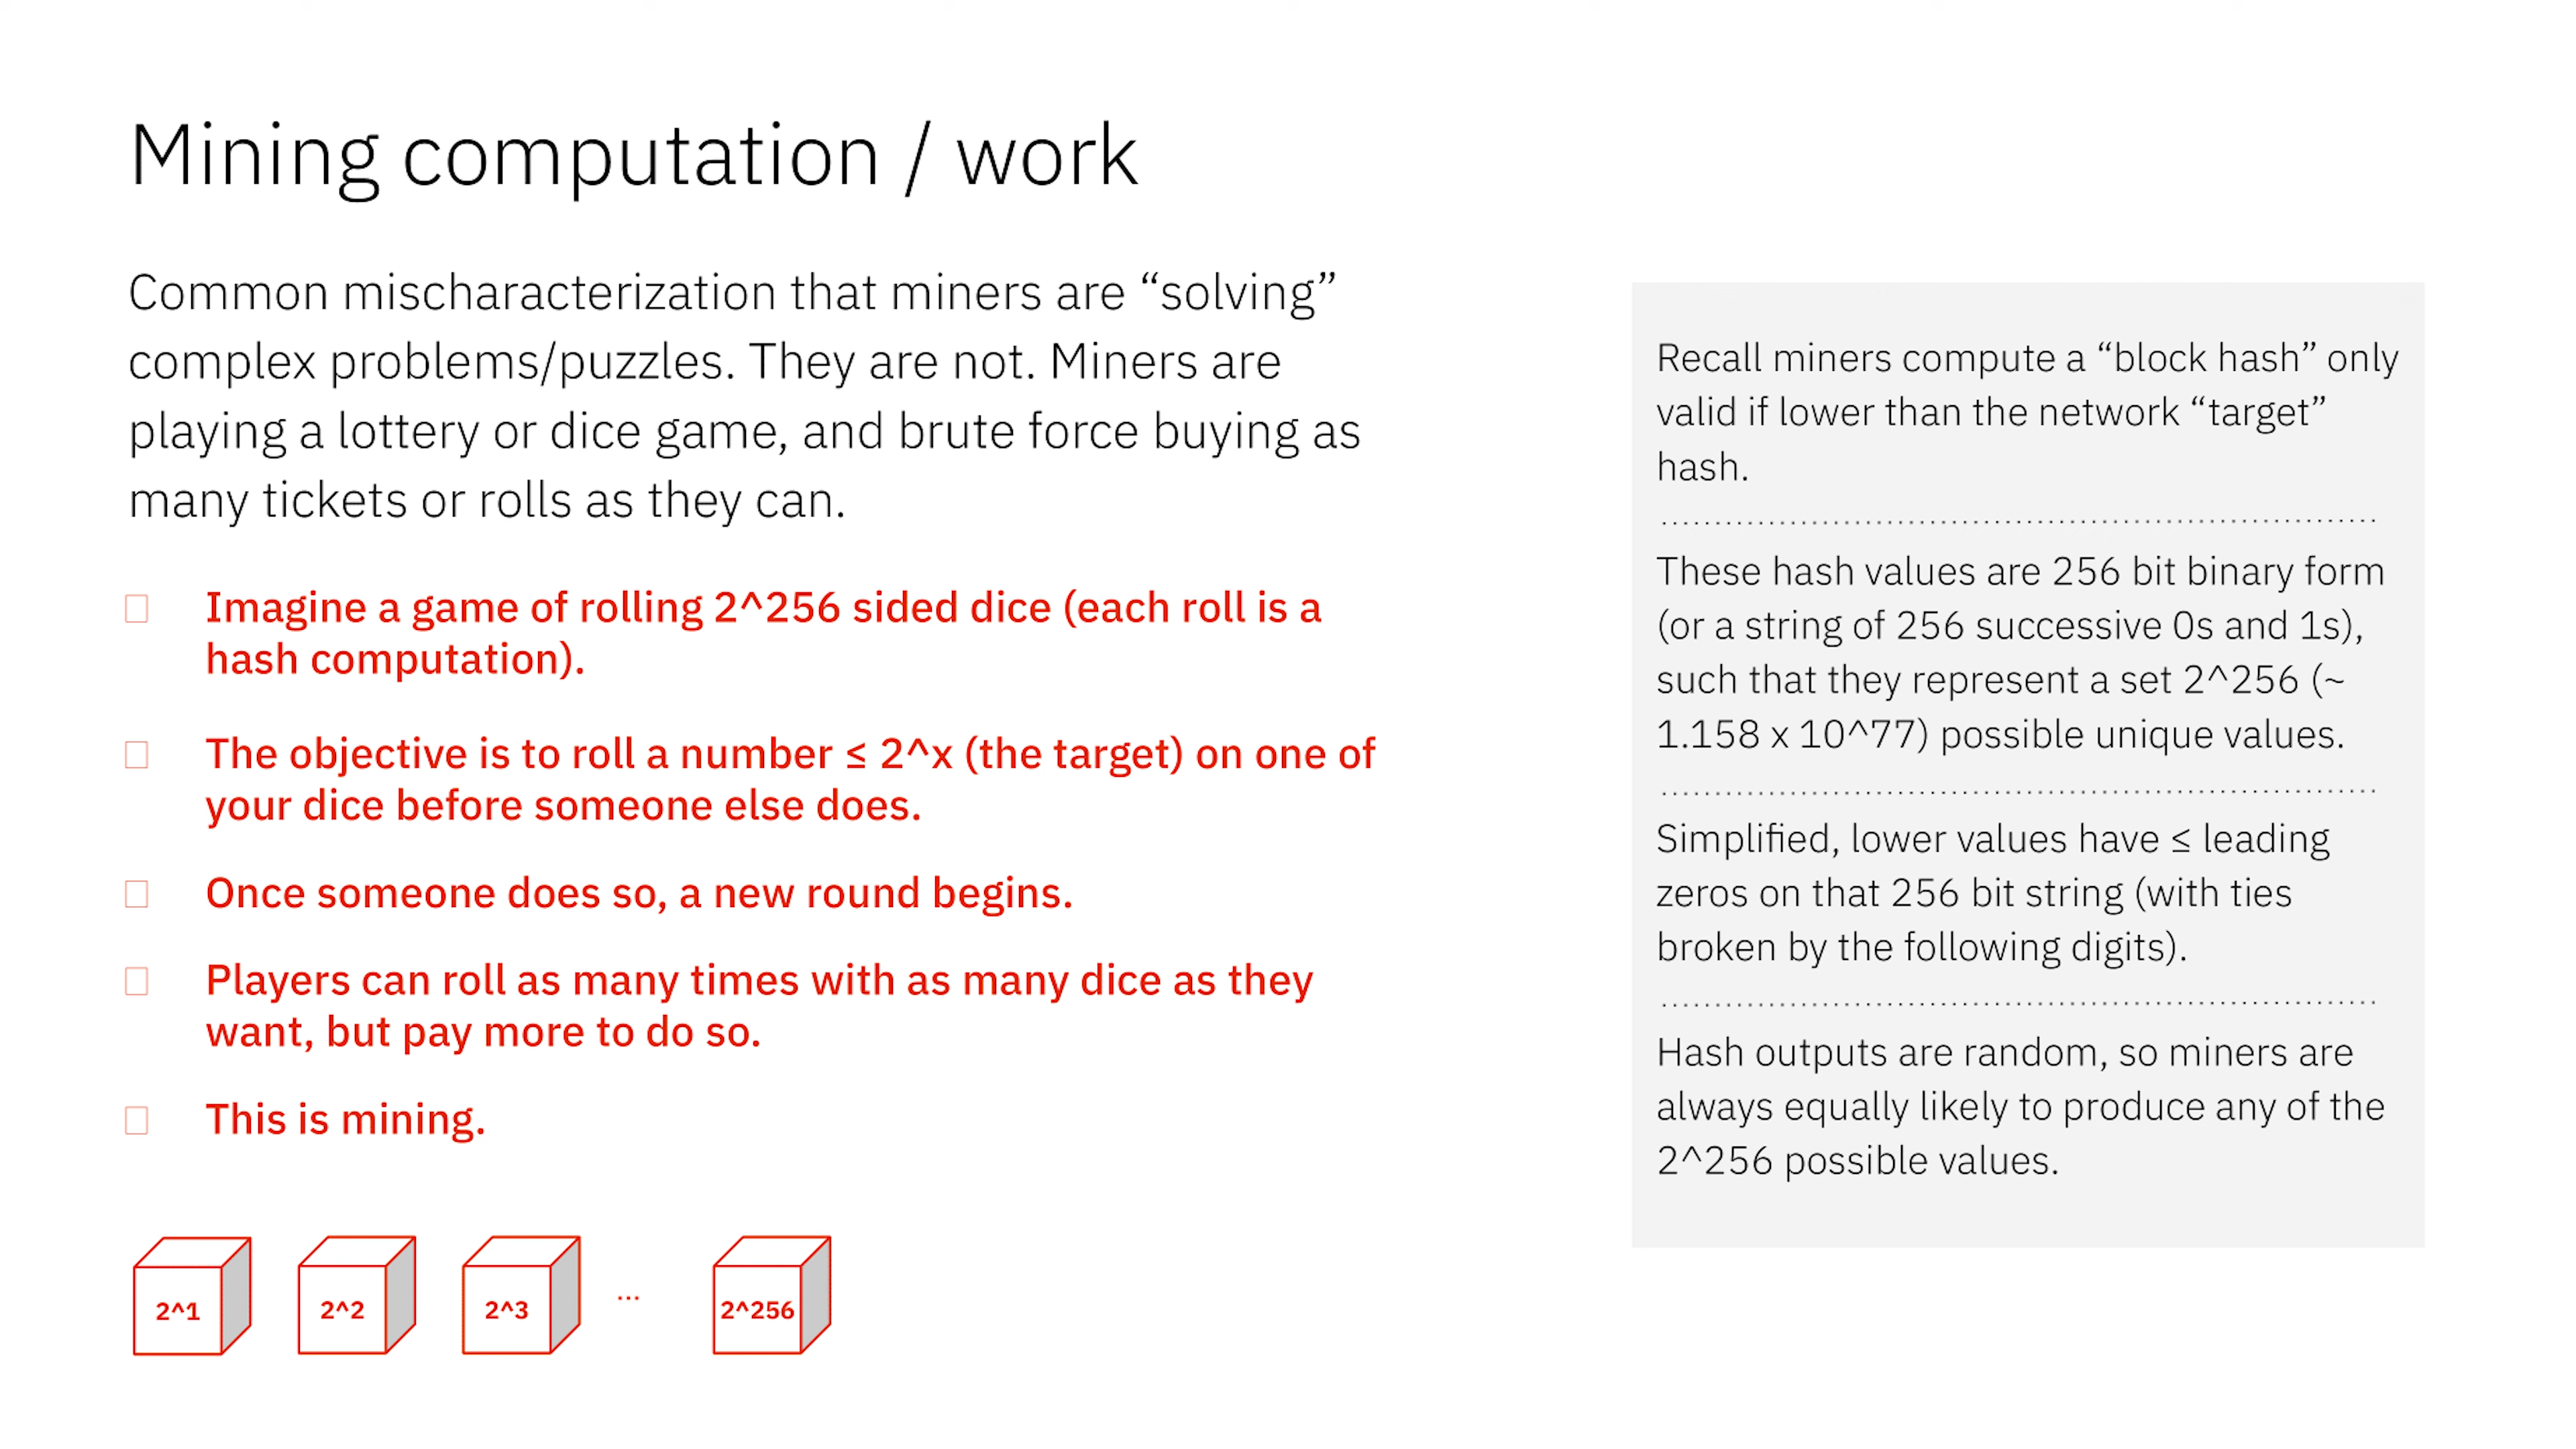 Mining computation / work
Common mischaracterization that miners are “solving”
complex problems/puzzles. They are not. Miners are
playing a lottery or dice game, and brute force buying as
many tickets or rolls as they can.
Imagine a game of rolling 2^256 sided dice (each roll is a
hash computation).
The objective is to roll a number ≤ 2^x (the target) on one of
your dice before someone else does.
Once someone does so, a new round begins.
Players can roll as many times with as many dice as they
want, but pay more to do so.
This is mining.
2^1 2^2 2^3 ... 2^256
Recall miners compute a “block hash” only
valid if lower than the network “target”
hash.
These hash values are 256 bit binary form
(or a string of 256 successive 0s and 1s),
such that they represent a set 2^256 (~
1.158 x 10^77) possible unique values.
Simplified, lower values have ≤ leading
zeros on that 256 bit string (with ties
broken by the following digits).
Hash outputs are random, so miners are
always equally likely to produce any of the
2^256 possible values.